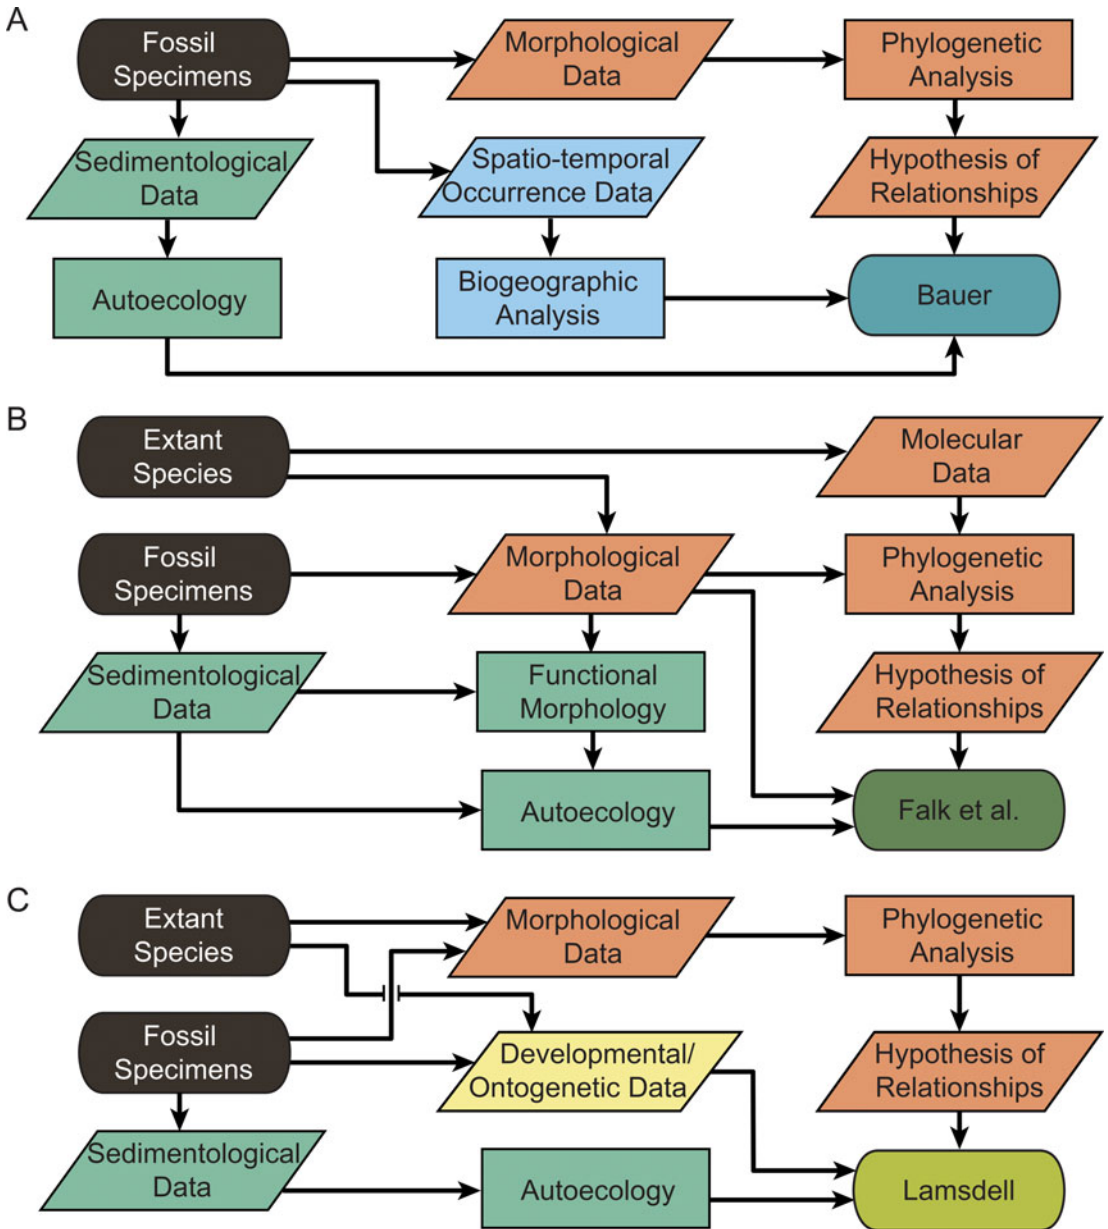 A
Fossil
Specimens
Morphological
Data
Phylogenetic
Analysis
Sedimentological
Data
Spatio-temporal
Occurrence Data
Hypothesis of
Relationships
Autoecology
Biogeographic
Analysis
Bauer
B
Extant
Species
Molecular
Data
Fossil
Specimens
Morphological
Data
Phylogenetic
Analysis
Sedimentological
Data
Functional
Morphology
Hypothesis of
Relationships
Autoecology
Falk et al.
C
Extant
Species
Morphological
Data
Phylogenetic
Analysis
Fossil
Specimens
Developmental/
Ontogenetic Data
Hypothesis of
Relationships
Sedimentological
Data
Autoecology
Lamsdell